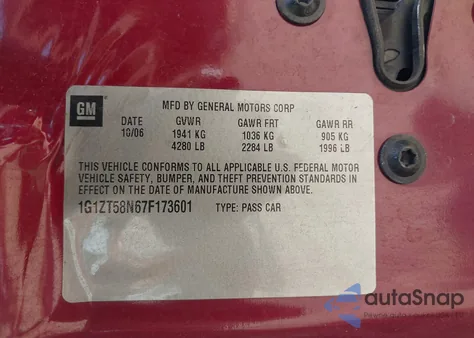 GM
MFD BY GENERAL MOTORS CORP
DATE GVWR GAWR FRT GAWR RR
10/06 1941 KG 1036 KG 905 KG
4280 LB 2284 LB 1996 LB
THIS VEHICLE CONFORMS TO ALL APPLICABLE U.S. FEDERAL MOTOR
VEHICLE SAFETY, BUMPER, AND THEFT PREVENTION STANDARDS IN
EFFECT ON THE DATE OF MANUFACTURE SHOWN ABOVE.
1G1ZT58N67F173601 TYPE: PASS CAR
autoSnap